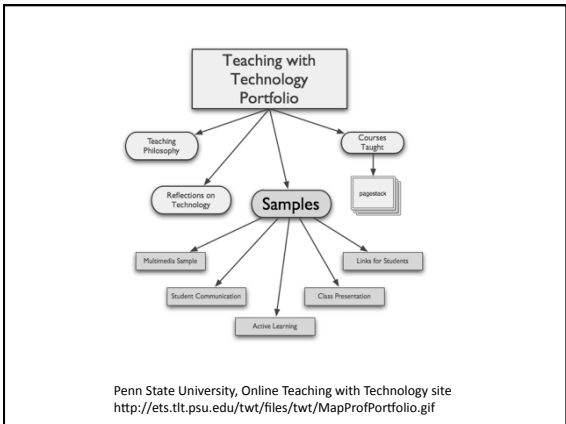 Teaching with
Technology
Portfolio
Teaching
Philosophy
Courses
Taught
Reflections on
Technology
pagestack
Samples
Multimedia Sample
Links for Students
Student Communication
Class Presentation
Active Learning
Penn State University, Online Teaching with Technology site
http://ets.tlt.psu.edu/twt/files/twt/MapProfPortfolio.gif